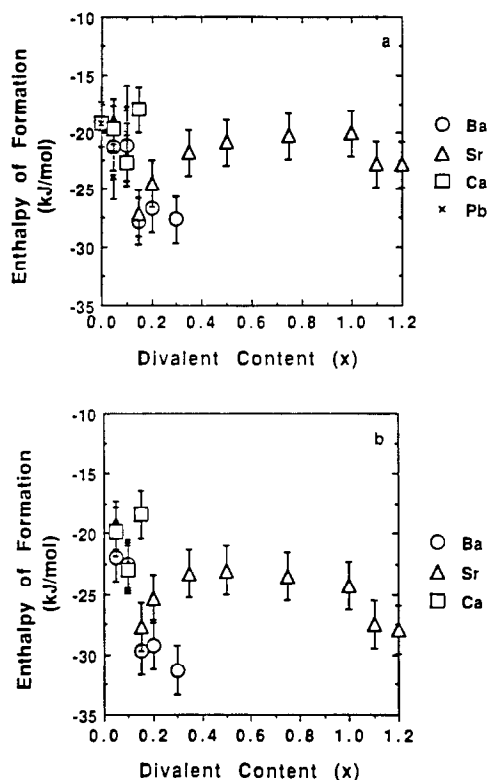 -10
a
-15
-20
-25
-30
-35
Enthalpy of Formation
(kJ/mol)
Ba
Sr
Ca
Pb
0.0 0.2 0.4 0.6 0.8 1.0 1.2
Divalent Content (x)
-10
b
-15
-20
-25
-30
-35
Enthalpy of Formation
(kJ/mol)
Ba
Sr
Ca
0.0 0.2 0.4 0.6 0.8 1.0 1.2
Divalent Content (x)